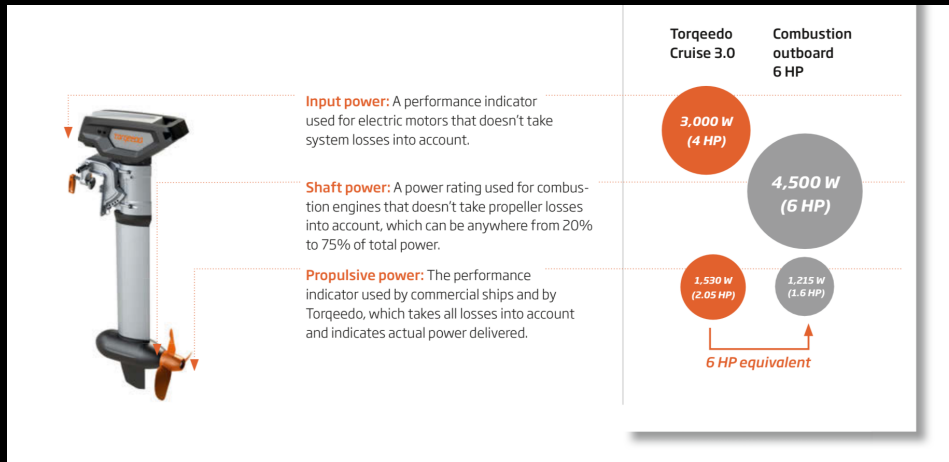 Torqeedo
Cruise 3.0
Combustion
outboard
6 HP
Input power: A performance indicator
used for electric motors that doesn’t take
system losses into account.
3,000 W
(4 HP)
Shaft power: A power rating used for combus-
tion engines that doesn’t take propeller losses
into account, which can be anywhere from 20%
to 75% of total power.
4,500 W
(6 HP)
Propulsive power: The performance
indicator used by commercial ships and by
Torqeedo, which takes all losses into account
and indicates actual power delivered.
1,530 W
(2.05 HP)
1,215 W
(1.6 HP)
6 HP equivalent
torqeedo